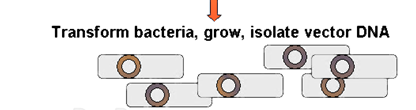 Transform bacteria, grow, isolate vector DNA